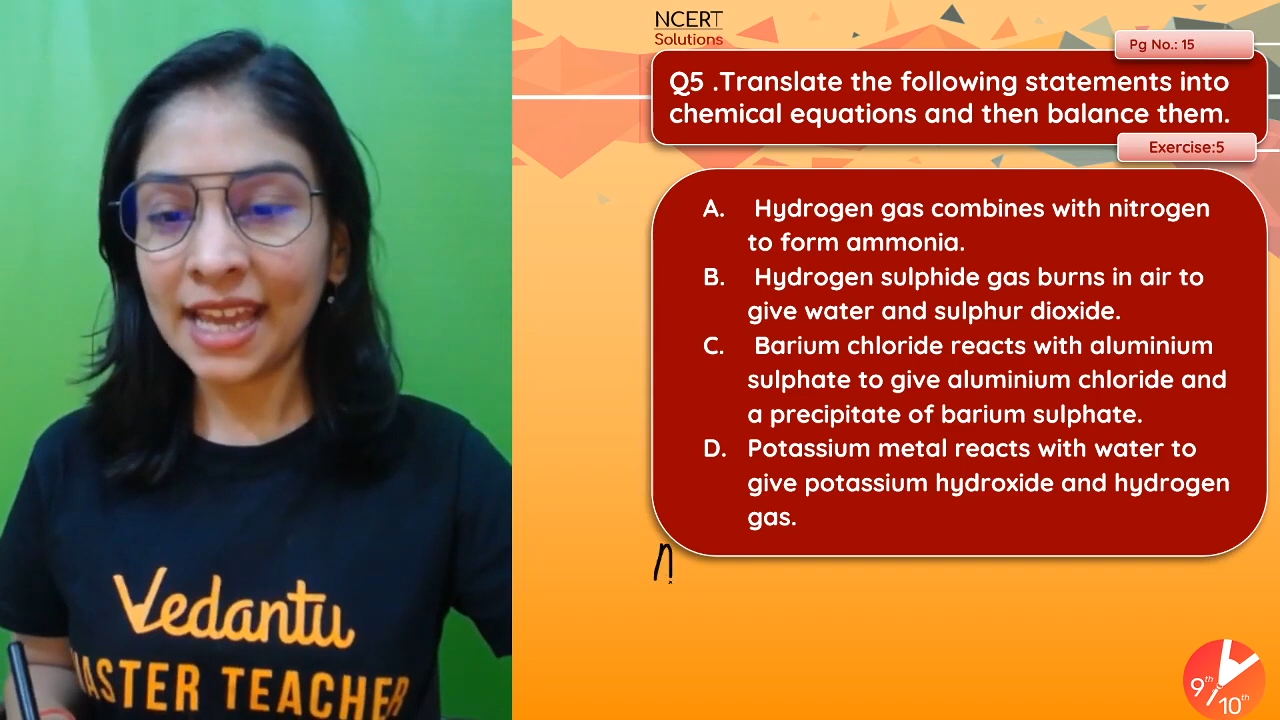 NCERT
Solutions
Pg No.: 15
Q5 .Translate the following statements into
chemical equations and then balance them.
Exercise:5
A. Hydrogen gas combines with nitrogen
to form ammonia.
B. Hydrogen sulphide gas burns in air to
give water and sulphur dioxide.
C. Barium chloride reacts with aluminium
sulphate to give aluminium chloride and
a precipitate of barium sulphate.
D. Potassium metal reacts with water to
give potassium hydroxide and hydrogen
gas.
Vedantu
MASTER TEACHER
9th
10th